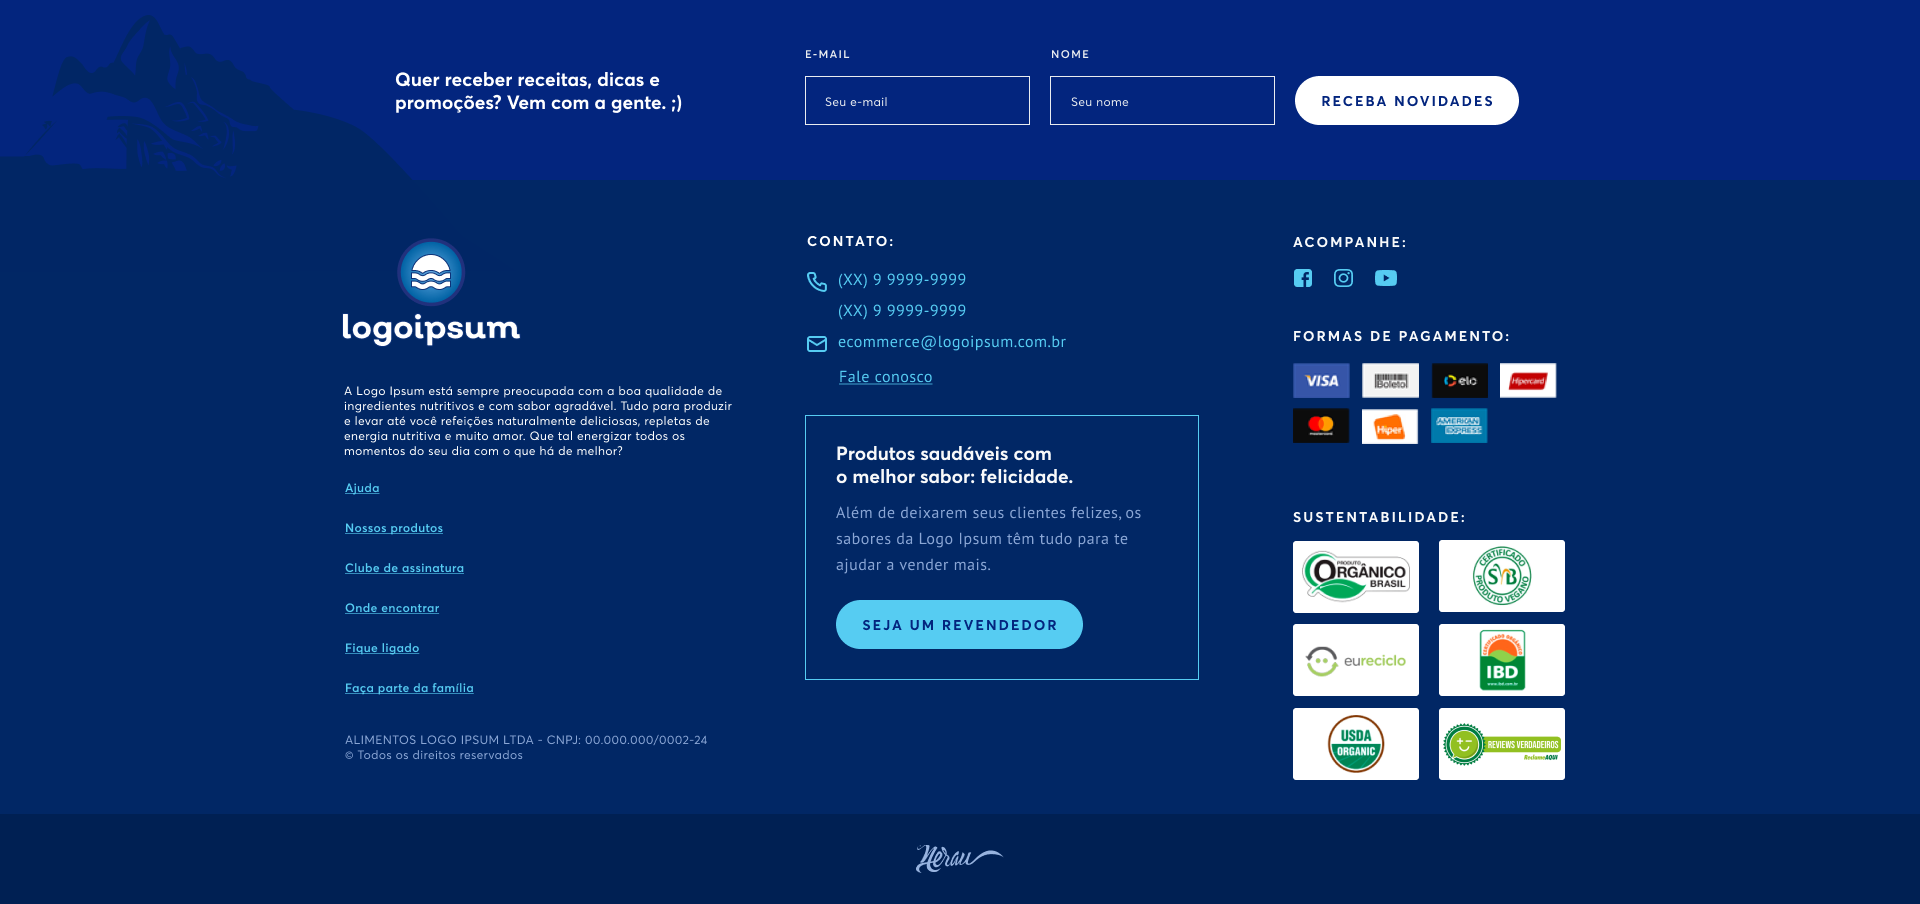 Quer receber receitas, dicas e
promoções? Vem com a gente. ;)
E-MAIL
Seu e-mail
NOME
Seu nome
RECEBA NOVIDADES
logoipsum
A Logo Ipsum está sempre preocupada com a boa qualidade de
ingredientes nutritivos e com sabor agradável. Tudo para produzir
e levar até você refeições naturalmente deliciosas, repletas de
energia nutritiva e muito amor. Que tal energizar todos os
momentos do seu dia com o que há de melhor?
Ajuda
Nossos produtos
Clube de assinatura
Onde encontrar
Fique ligado
Faça parte da família
ALIMENTOS LOGO IPSUM LTDA - CNPJ: 00.000.000/0002-24
© Todos os direitos reservados
CONTATO:
(XX) 9 9999-9999
(XX) 9 9999-9999
ecommerce@logoipsum.com.br
Fale conosco
Produtos saudáveis com
o melhor sabor: felicidade.
Além de deixarem seus clientes felizes, os
sabores da Logo Ipsum têm tudo para te
ajudar a vender mais.
SEJA UM REVENDEDOR
ACOMPANHE:
FORMAS DE PAGAMENTO:
VISA
Boleto
elo
Hipercard
Hiper
AMERICAN
EXPRESS
SUSTENTABILIDADE:
PRODUTO
ORGÂNICO
BRASIL
CERTIFICADO
SVB
PRODUTO VEGANO
eureciclo
CERTIFICADO ORGÂNICO
IBD
www.ibd.com.br
USDA
ORGANIC
REVIEWS VERDADEIROS
ReclameAQUI
Nerau